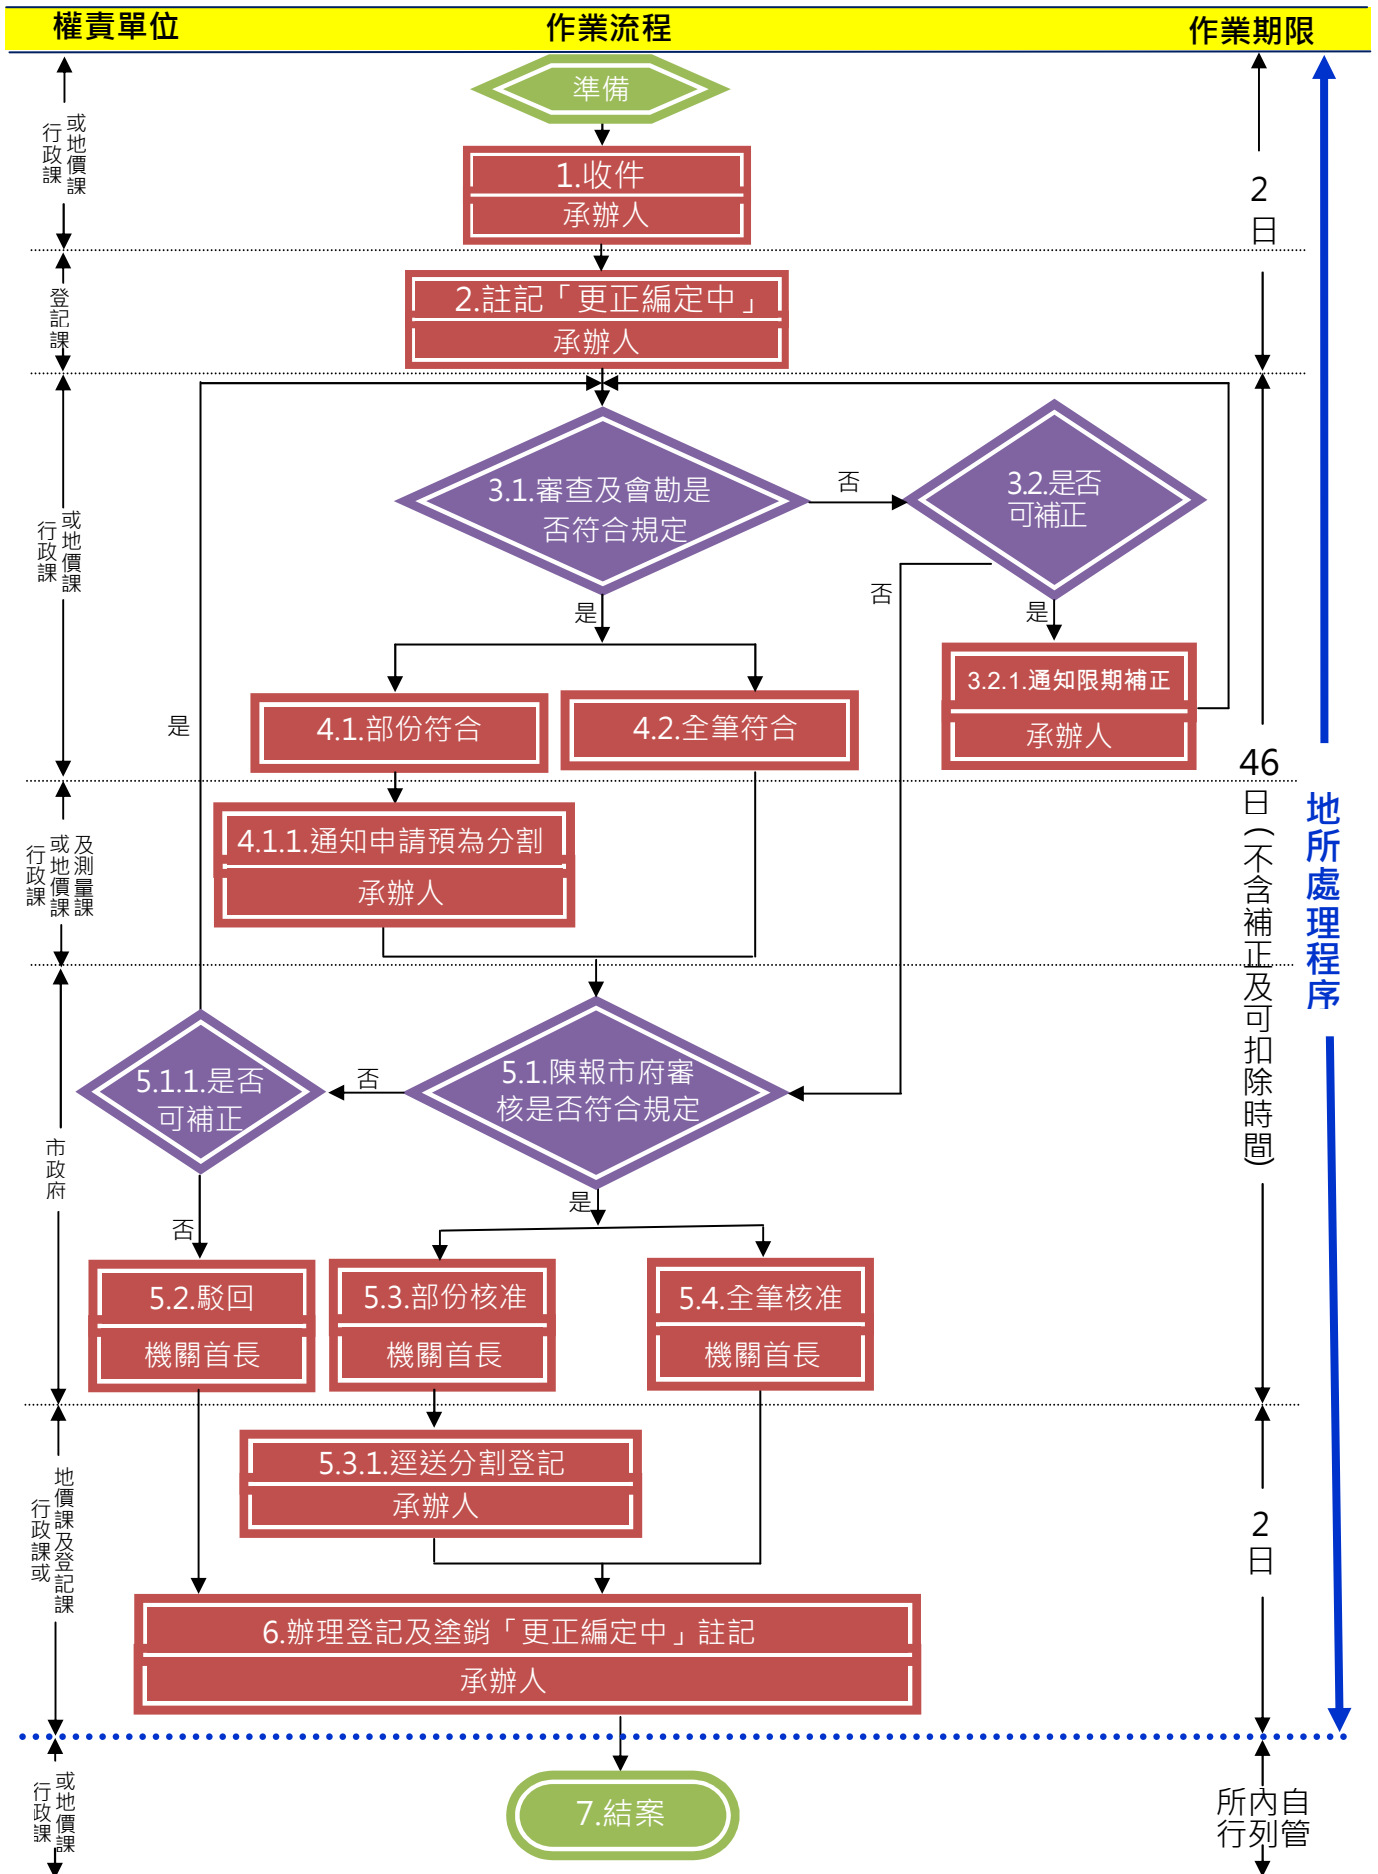 權責單位
作業流程
作業期限
準備
行政課
或地價課
1.收件
承辦人
2日
登記課
2.註記「更正編定中」
承辦人
行政課
或地價課
3.1.審查及會勘是
否符合規定
否
3.2.是否
可補正
否
是
是
3.2.1.通知限期補正
承辦人
4.1.部份符合
4.2.全筆符合
是
46日(不含補正及可扣除時間)
地所處理程序
行政課
或地價課
及測量課
4.1.1.通知申請預為分割
承辦人
市政府
5.1.1.是否
可補正
否
5.1.陳報市府審
核是否符合規定
否
是
5.2.駁回
機關首長
5.3.部份核准
機關首長
5.4.全筆核准
機關首長
行政課或
地價課及登記課
5.3.1.逕送分割登記
承辦人
2日
6.辦理登記及塗銷「更正編定中」註記
承辦人
行政課
或地價課
7.結案
所內自
行列管